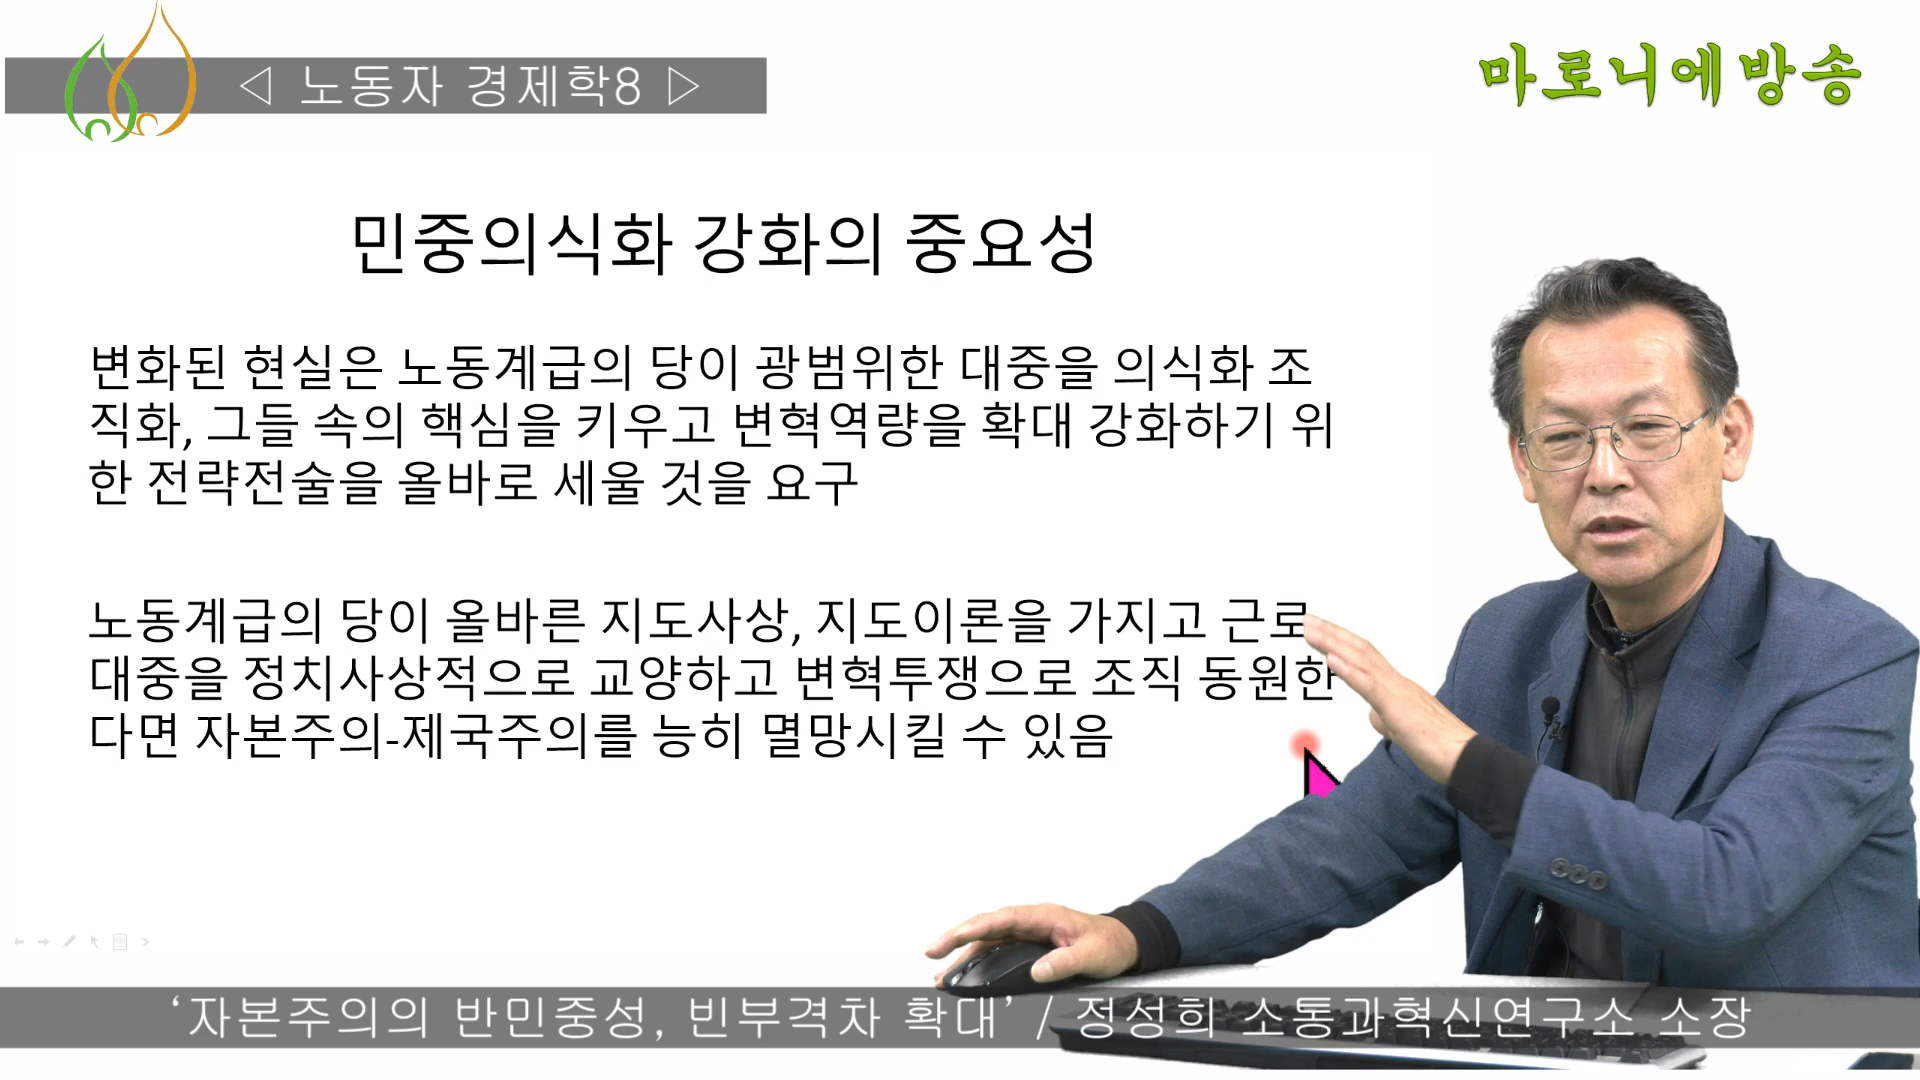 ◁ 노동자 경제학8 ▷
마로니에방송
민중의식화 강화의 중요성
변화된 현실은 노동계급의 당이 광범위한 대중을 의식화 조
직화, 그들 속의 핵심을 키우고 변혁역량을 확대 강화하기 위
한 전략전술을 올바로 세울 것을 요구
노동계급의 당이 올바른 지도사상, 지도이론을 가지고 근로
대중을 정치사상적으로 교양하고 변혁투쟁으로 조직 동원한
다면 자본주의-제국주의를 능히 멸망시킬 수 있음
‘자본주의의 반민중성, 빈부격차 확대’ / 정성희 소통과혁신연구소 소장